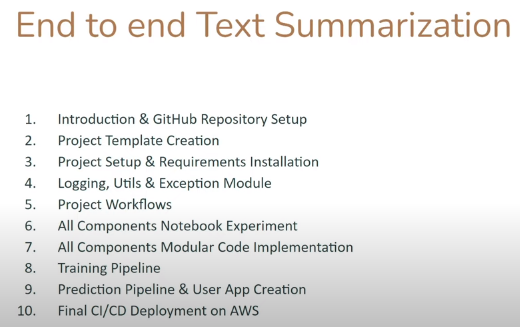 End to end Text Summarization
1. Introduction & GitHub Repository Setup
2. Project Template Creation
3. Project Setup & Requirements Installation
4. Logging, Utils & Exception Module
5. Project Workflows
6. All Components Notebook Experiment
7. All Components Modular Code Implementation
8. Training Pipeline
9. Prediction Pipeline & User App Creation
10. Final CI/CD Deployment on AWS